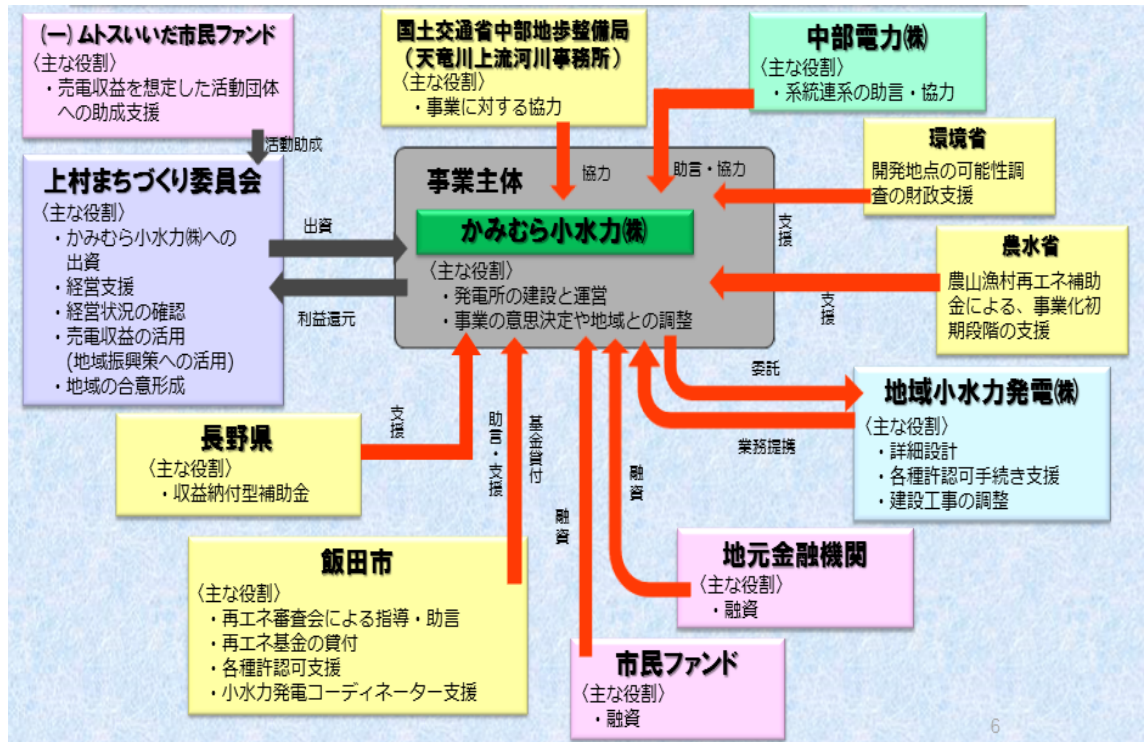 (一)ムトスいいだ市民ファンド
〈主な役割〉
・売電収益を想定した活動団体
への助成支援
国土交通省中部地歩整備局
(天竜川上流河川事務所)
〈主な役割〉
・事業に対する協力
中部電力㈱
〈主な役割〉
・系統連系の助言・協力
活動助成
環境省
開発地点の可能性調
査の財政支援
上村まちづくり委員会
〈主な役割〉
・かみむら小水力㈱への
出資
・経営支援
・経営状況の確認
・売電収益の活用
(地域振興策への活用)
・地域の合意形成
出資
利益還元
協力
助言・協力
支援
支援
事業主体
かみむら小水力㈱
〈主な役割〉
・発電所の建設と運営
・事業の意思決定や地域との調整
農水省
農山漁村再エネ補助
金による、事業化初
期段階の支援
委託
業務提携
地域小水力発電㈱
〈主な役割〉
・詳細設計
・各種許認可手続き支援
・建設工事の調整
長野県
〈主な役割〉
・収益納付型補助金
支援
助言・支援
基金貸付
融資
融資
飯田市
〈主な役割〉
・再エネ審査会による指導・助言
・再エネ基金の貸付
・各種許認可支援
・小水力発電コーディネーター支援
地元金融機関
〈主な役割〉
・融資
市民ファンド
〈主な役割〉
・融資
6